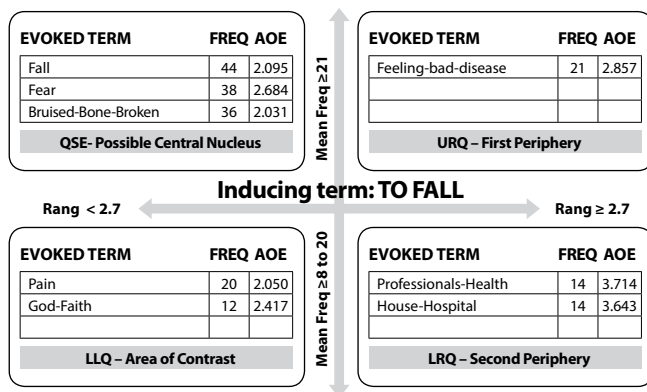 EVOKED TERM FREQ AOE
Fall 44 2.095
Fear 38 2.684
Bruised-Bone-Broken 36 2.031
QSE- Possible Central Nucleus
Mean Freq ≥21
EVOKED TERM FREQ AOE
Feeling-bad-disease 21 2.857
URQ – First Periphery
Inducing term: TO FALL
Rang < 2.7
Rang ≥ 2.7
EVOKED TERM FREQ AOE
Pain 20 2.050
God-Faith 12 2.417
LLQ – Area of Contrast
Mean Freq ≥8 to 20
EVOKED TERM FREQ AOE
Professionals-Health 14 3.714
House-Hospital 14 3.643
LRQ – Second Periphery